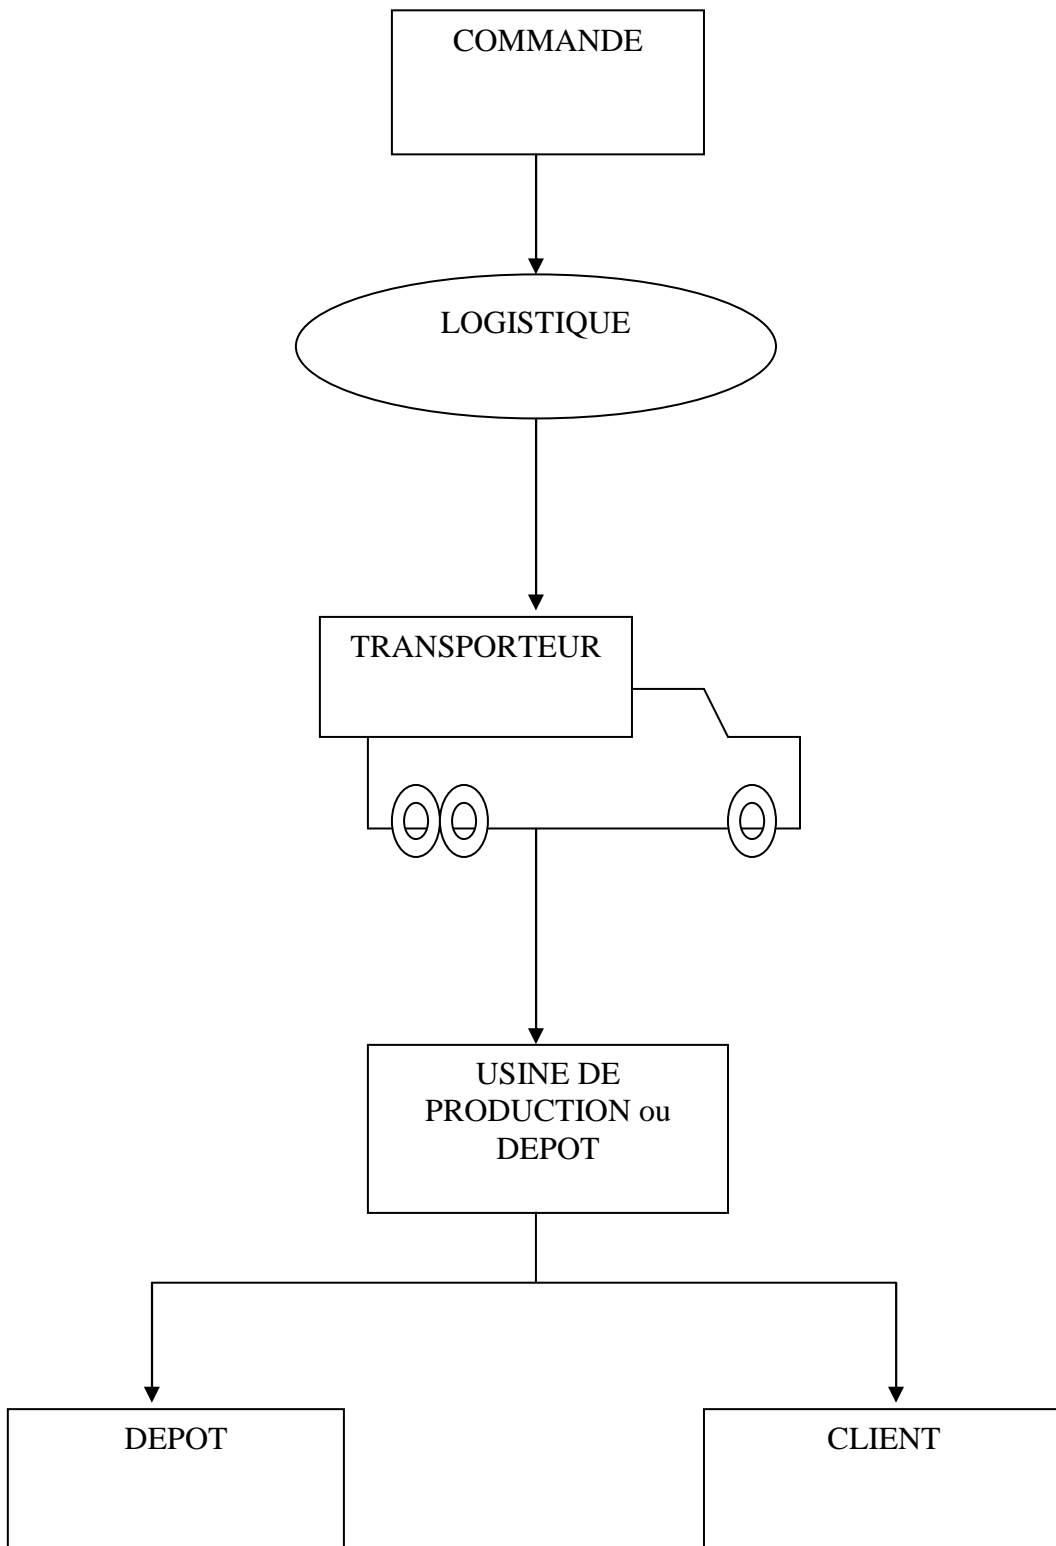 COMMANDE
LOGISTIQUE
TRANSPORTEUR
USINE DE
PRODUCTION ou
DEPOT
DEPOT
CLIENT